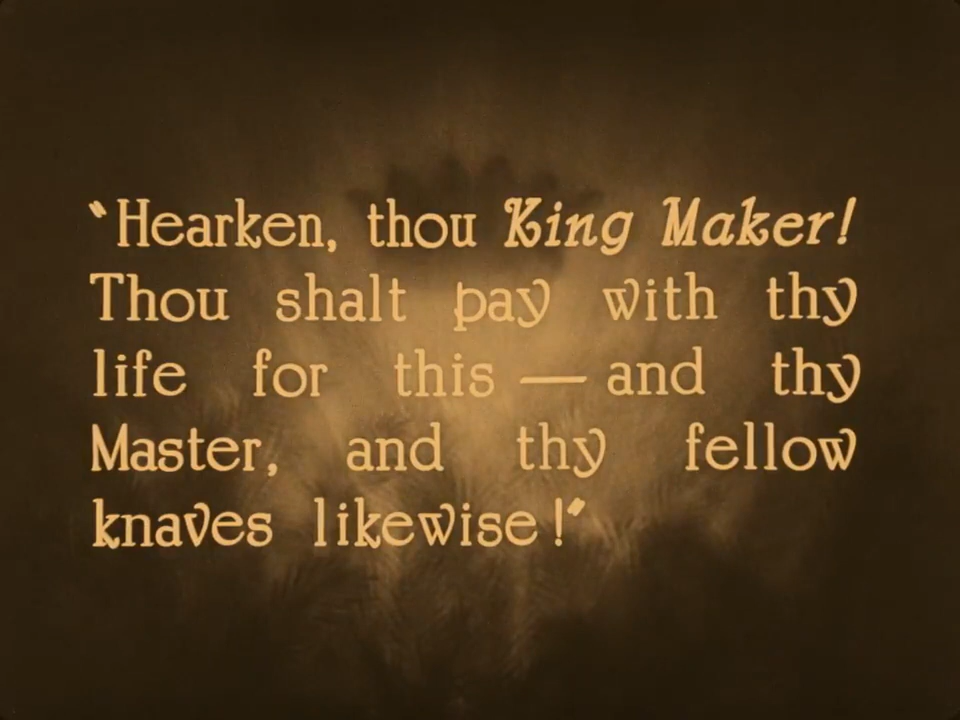 “Hearken, thou King Maker!
Thou shalt pay with thy
life for this — and thy
Master, and thy fellow
knaves likewise!”